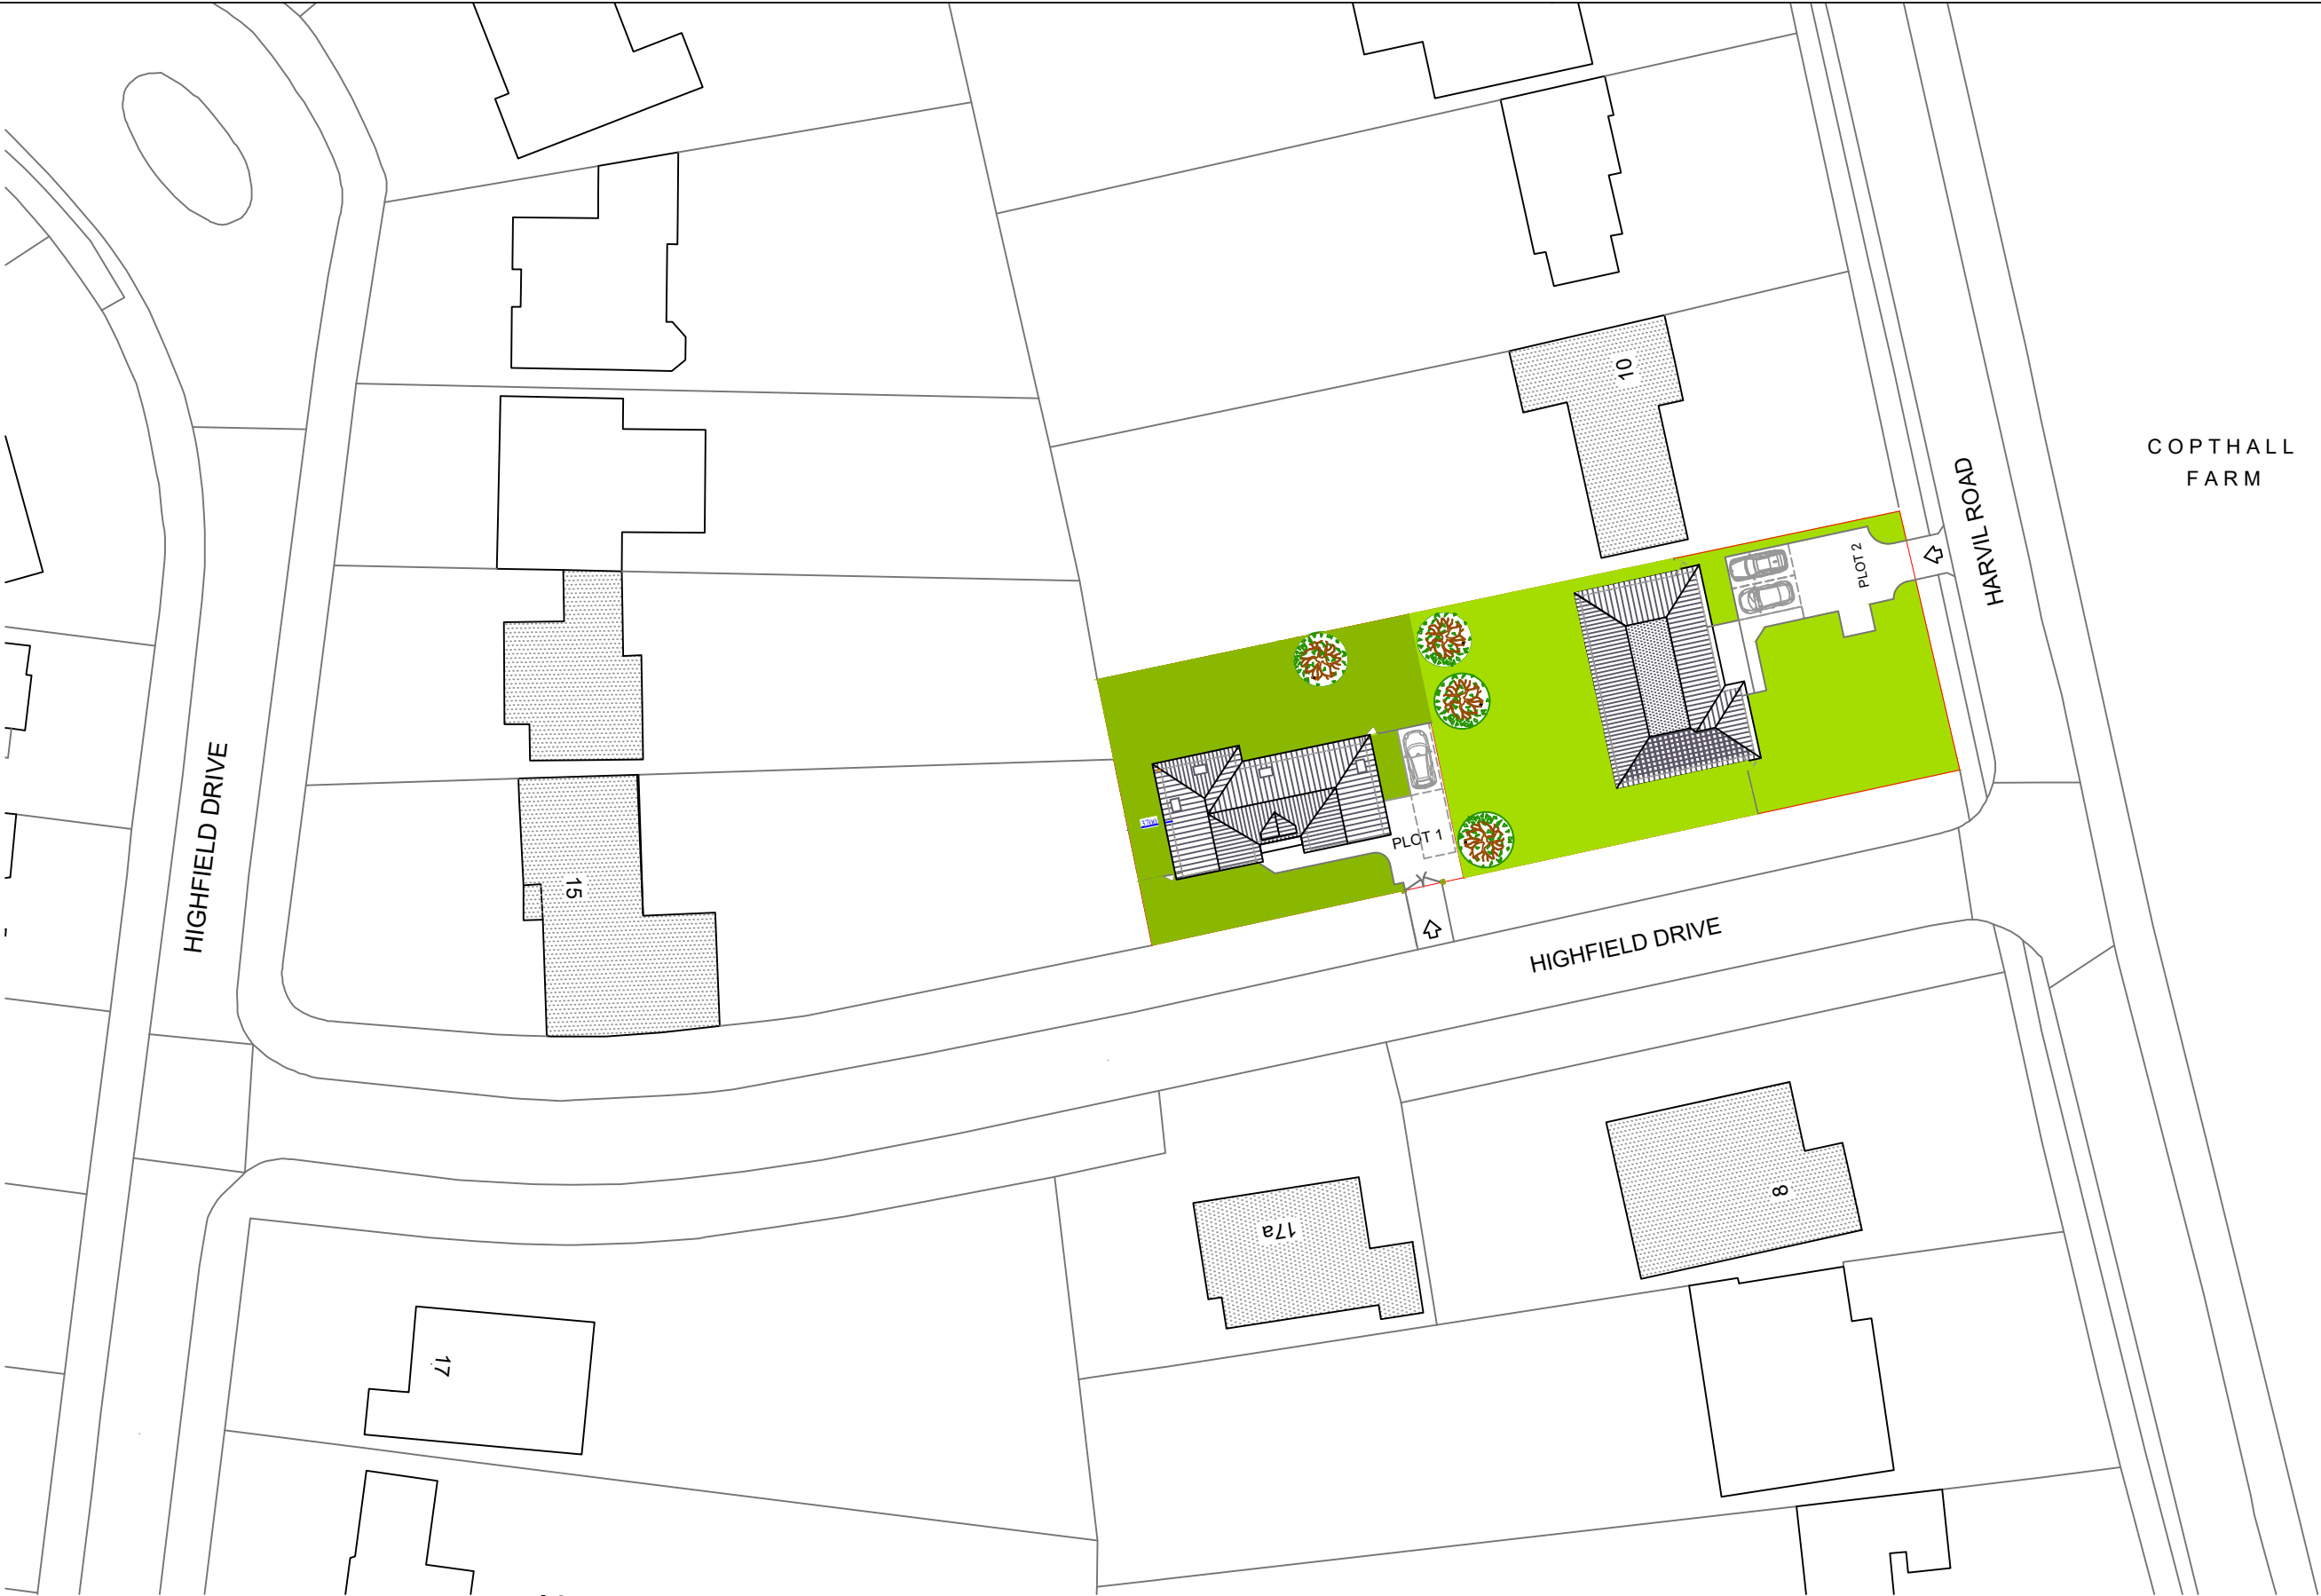 10
COPTHALL
FARM
HARVIL ROAD
PLOT 2
HIGHFIELD DRIVE
PLOT 1
15
HIGHFIELD DRIVE
17a
8
17